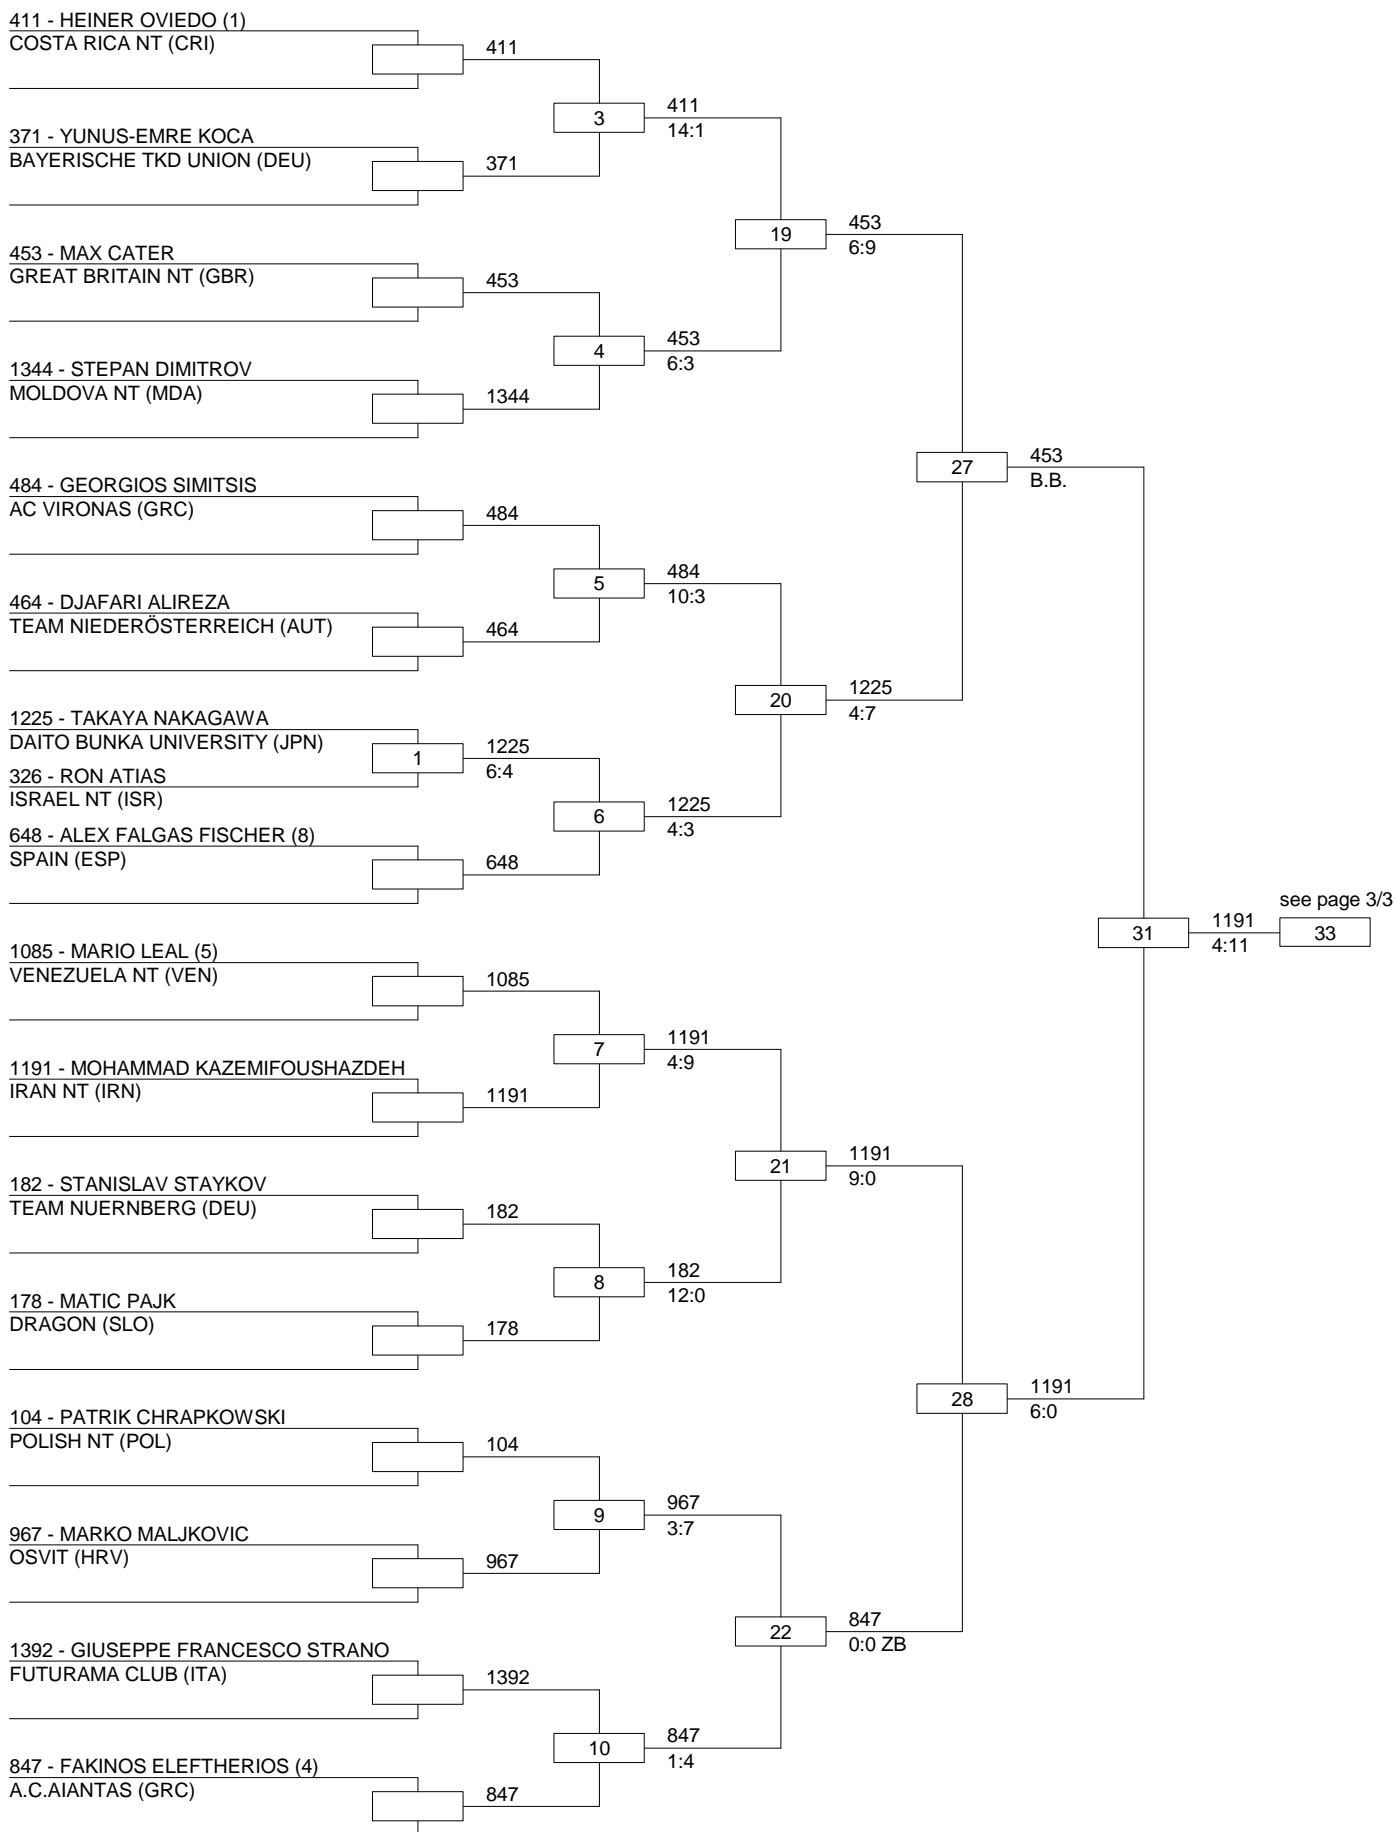 411 - HEINER OVIEDO (1)
COSTA RICA NT (CRI)
411
3
411
14:1
371 - YUNUS-EMRE KOCA
BAYERISCHE TKD UNION (DEU)
371
19
453
6:9
453 - MAX CATER
GREAT BRITAIN NT (GBR)
453
4
453
6:3
1344 - STEPAN DIMITROV
MOLDOVA NT (MDA)
1344
27
453
B.B.
484 - GEORGIOS SIMITSIS
AC VIRONAS (GRC)
484
5
484
10:3
464 - DJAFARI ALIREZA
TEAM NIEDERÖSTERREICH (AUT)
464
20
1225
4:7
1225 - TAKAYA NAKAGAWA
DAITO BUNKA UNIVERSITY (JPN)
1
1225
6:4
326 - RON ATIAS
ISRAEL NT (ISR)
6
1225
4:3
648 - ALEX FALGAS FISCHER (8)
SPAIN (ESP)
648
see page 3/3
31
1191
4:11
33
1085 - MARIO LEAL (5)
VENEZUELA NT (VEN)
1085
7
1191
4:9
1191 - MOHAMMAD KAZEMIFOUSHAZDEH
IRAN NT (IRN)
1191
21
1191
9:0
182 - STANISLAV STAYKOV
TEAM NUERNBERG (DEU)
182
8
182
12:0
178 - MATIC PAJK
DRAGON (SLO)
178
28
1191
6:0
104 - PATRIK CHRAPKOWSKI
POLISH NT (POL)
104
9
967
3:7
967 - MARKO MALJKOVIC
OSVIT (HRV)
967
22
847
0:0 ZB
1392 - GIUSEPPE FRANCESCO STRANO
FUTURAMA CLUB (ITA)
1392
10
847
1:4
847 - FAKINOS ELEFTHERIOS (4)
A.C.AIANTAS (GRC)
847